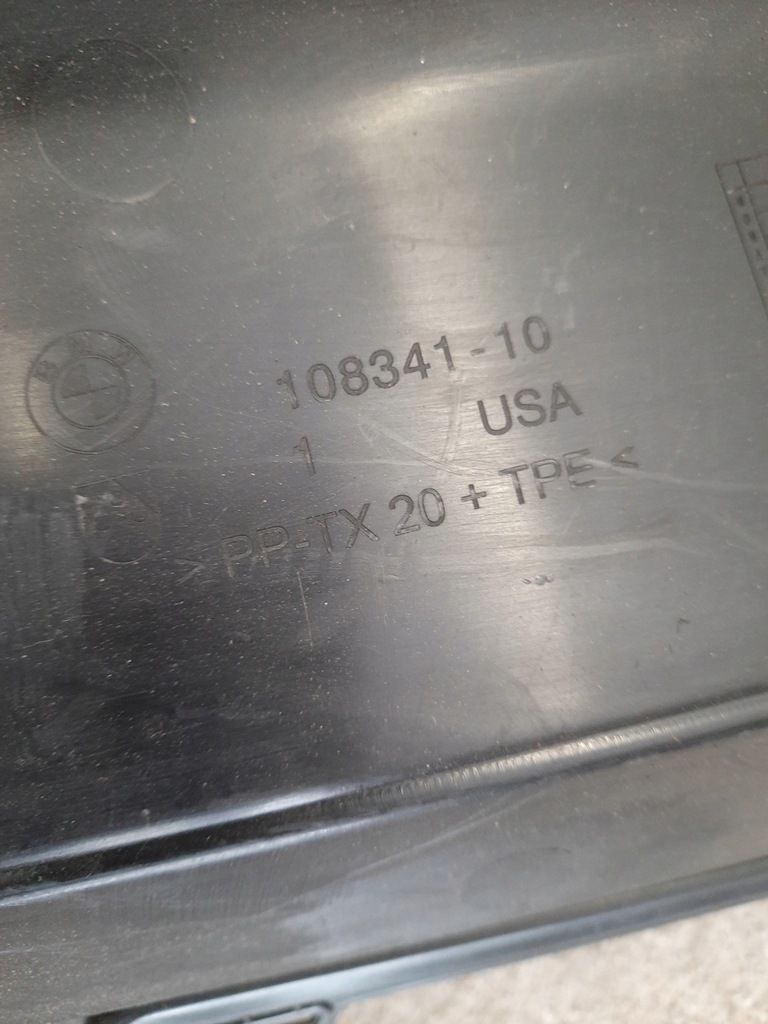 108341-10
1 USA
>PP-TX 20 + TPE<